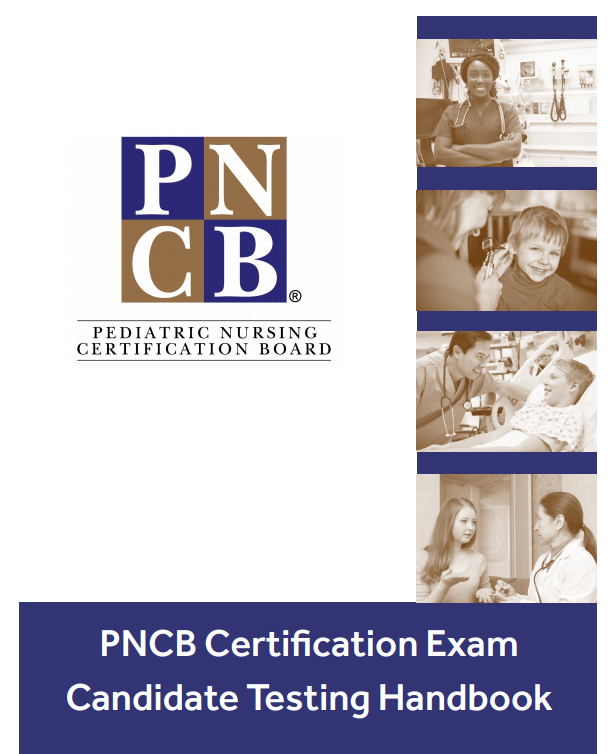 PN
CB®
PEDIATRIC NURSING
CERTIFICATION BOARD
PNCB Certification Exam
Candidate Testing Handbook